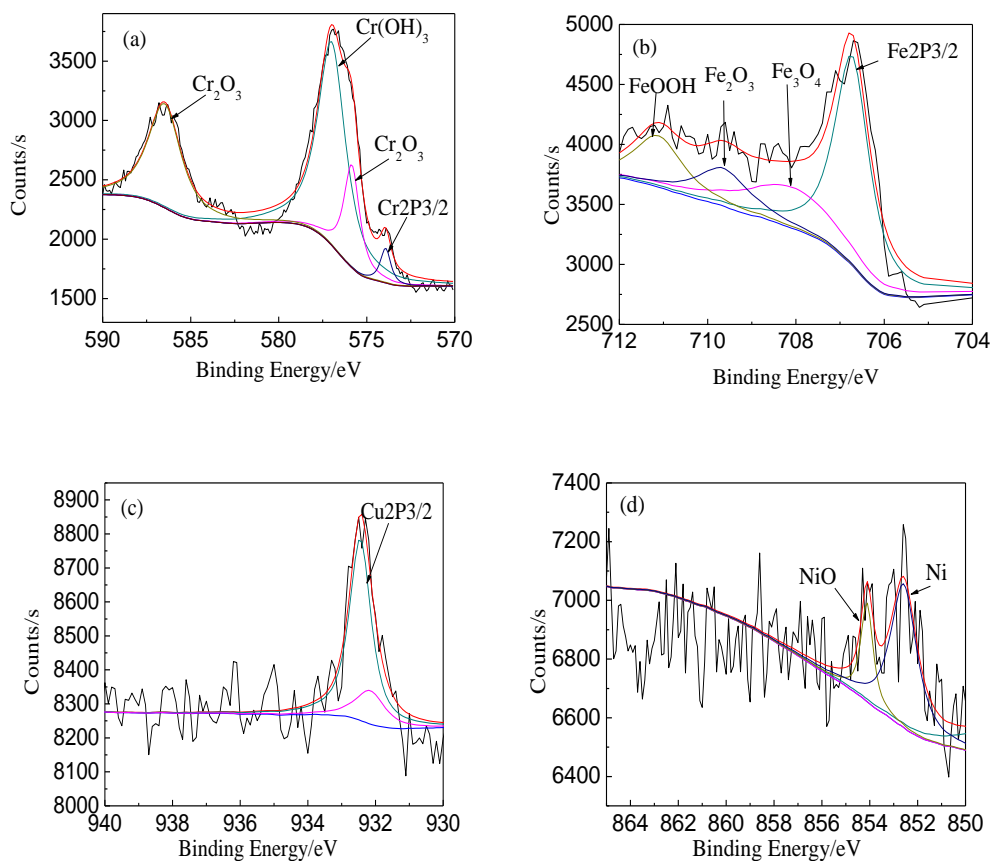 (a)
Cr(OH)₃
Cr₂O₃
Cr₂O₃
Cr2P3/2
Counts/s
3500
3000
2500
2000
1500
590 585 580 575 570
Binding Energy/eV
(b)
Fe2P3/2
FeOOH
Fe₂O₃
Fe₃O₄
Counts/s
5000
4500
4000
3500
3000
2500
712 710 708 706 704
Binding Energy/eV
(c)
Cu2P3/2
Counts/s
8900
8800
8700
8600
8500
8400
8300
8200
8100
8000
940 938 936 934 932 930
Binding Energy/eV
(d)
NiO
Ni
Counts/s
7400
7200
7000
6800
6600
6400
864 862 860 858 856 854 852 850
Binding Energy/eV